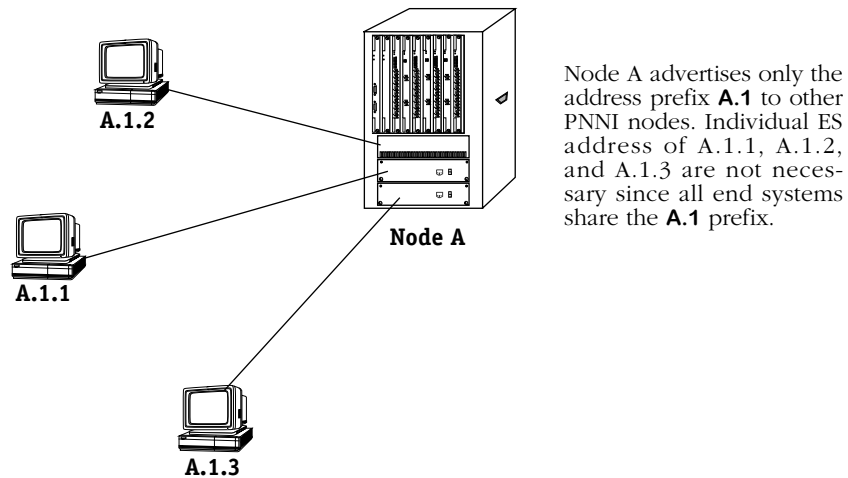 A.1.2
Node A
A.1.1
A.1.3
Node A advertises only the
address prefix A.1 to other
PNNI nodes. Individual ES
address of A.1.1, A.1.2,
and A.1.3 are not neces-
sary since all end systems
share the A.1 prefix.